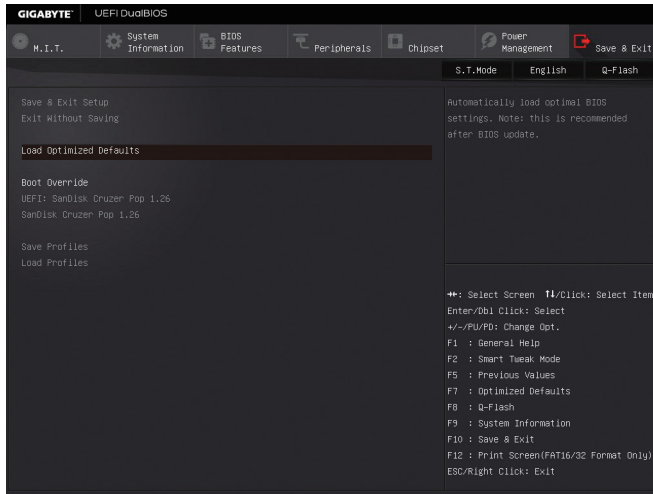 GIGABYTE™ UEFI DualBIOS
M.I.T.
System Information
BIOS Features
Peripherals
Chipset
Power Management
Save & Exit
S.T.Mode English Q-Flash
Save & Exit Setup
Exit Without Saving
Load Optimized Defaults
Boot Override
UEFI: SanDisk Cruzer Pop 1.26
SanDisk Cruzer Pop 1.26
Save Profiles
Load Profiles
Automatically load optimal BIOS
settings. Note: this is recommended
after BIOS update.
→←: Select Screen ↑↓/Click: Select Item
Enter/Dbl Click: Select
+/-/PU/PD: Change Opt.
F1 : General Help
F2 : Smart Tweak Mode
F5 : Previous Values
F7 : Optimized Defaults
F8 : Q-Flash
F9 : System Information
F10 : Save & Exit
F12 : Print Screen(FAT16/32 Format Only)
ESC/Right Click: Exit